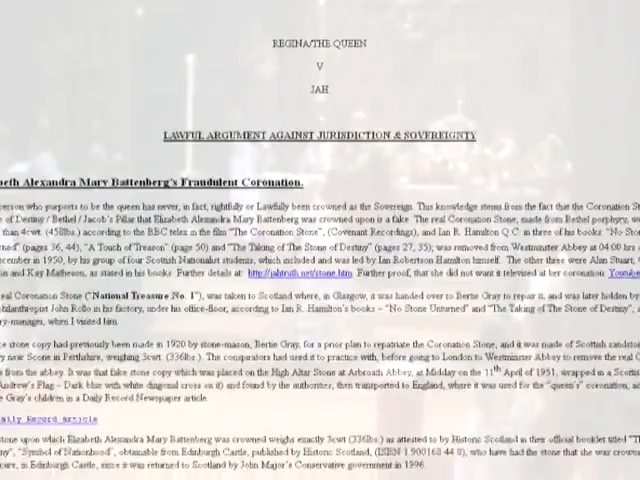 REGINA/THE QUEEN
V
JAH
LAWFUL ARGUMENT AGAINST JURISDICTION & SOVEREIGNTY
beth Alexandra Mary Battenberg's Fraudulent Coronation.
erson who purports to be the queen has never, in fact, rightfully or Lawfully been crowned as the Sovereign. This knowledge stems from the fact that the Coronation S
e of Destiny / Bethel / Jacob's Pillar that Elizabeth Alexandra Mary Battenberg was crowned upon is a fake. The real Coronation Stone, made from Bethel porphyry, w
than 4cwt. (458lbs.) according to the BBC telex in the film "The Coronation Stone", (Covenant Recordings), and Ian R. Hamilton Q.C. in three of his books: "No Sto
ned" (pages 36, 44), "A Touch of Treason" (page 50) and "The Taking of The Stone of Destiny" (pages 27, 35); was removed from Westminster Abbey at 04:00 hrs
cember in 1950, by his group of four Scottish Nationalist students, which included and was led by Ian Robertson Hamilton himself. The other three were Alan Stuart,
on and Kay Matheson, as stated in his books. Further details at: http://jahtruth.net/stone.htm. Further proof, that she did not want it televised at her coronation: Youtube
eal Coronation Stone ("National Treasure No. 1"), was taken to Scotland where, in Glasgow, it was handed over to Bertie Gray to repair it, and was later hidden by
hilanthropist John Rollo in his factory, under his office-floor, according to Ian R. Hamilton's books – "No Stone Unturned" and "The Taking of The Stone of Destiny",
ry-manager, when I visited him.
e stone copy had previously been made in 1920 by stone-mason, Bertie Gray, for a prior plan to repatriate the Coronation Stone, and it was made of Scottish sandsto
y near Scone in Perthshire, weighing 3cwt. (336lbs.) The conspirators had used it to practice with, before going to London to Westminster Abbey to remove the real C
from the abbey. It was that fake stone copy which was placed on the High Altar Stone at Arbroath Abbey, at Midday on the 11th April of 1951, wrapped in a Scottis
Andrew's Flag – Dark blue with white diagonal cross on it) and found by the authorities, then transported to England, where it was used for the "queen's" coronation, a
e Gray's children in a Daily Record Newspaper article.
aily Record article
stone upon which Elizabeth Alexandra Mary Battenberg was crowned weighs exactly 3cwt (336lbs.) as attested to by Historic Scotland in their official booklet titled "Th
ny", "Symbol of Nationhood", obtainable from Edinburgh Castle, published by Historic Scotland, (ISBN 1 900168 44 8), who have had the stone that she was crown
care, in Edinburgh Castle, since it was returned to Scotland by John Major's Conservative government in 1996.